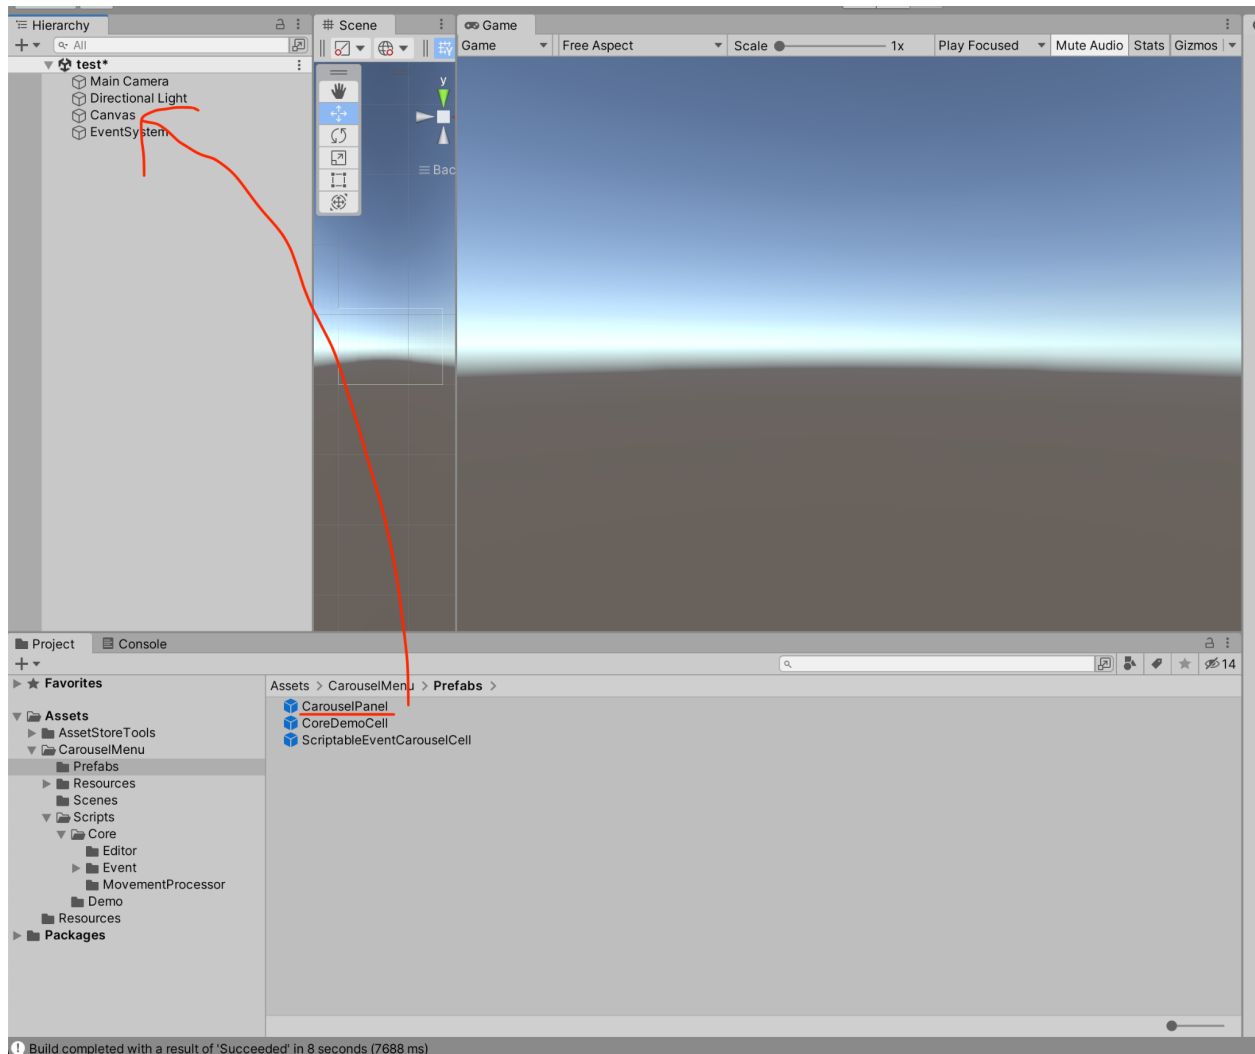 Hierarchy
All
test*
Main Camera
Directional Light
Canvas
EventSystem
Scene
y
Bac
Game
Game Free Aspect Scale 1x Play Focused Mute Audio Stats Gizmos
Project Console
14
Favorites
Assets
AssetStoreTools
CarouselMenu
Prefabs
Resources
Scenes
Scripts
Core
Editor
Event
MovementProcessor
Demo
Resources
Packages
Assets > CarouselMenu > Prefabs >
CarouselPanel
CoreDemoCell
ScriptableEventCarouselCell
Build completed with a result of 'Succeeded' in 8 seconds (7688 ms)